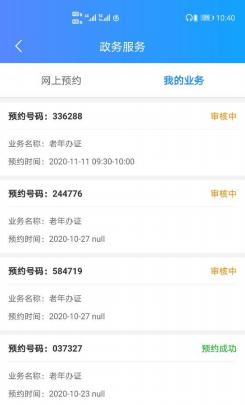 10:40
政务服务
网上预约 我的业务
预约号码：336288 审核中
业务名称：老年办证
预约时间：2020-11-11 09:30-10:00
预约号码：244776 审核中
业务名称：老年办证
预约时间：2020-10-27 null
预约号码：584719 审核中
业务名称：老年办证
预约时间：2020-10-27 null
预约号码：037327 预约成功
业务名称：老年办证
预约时间：2020-10-23 null